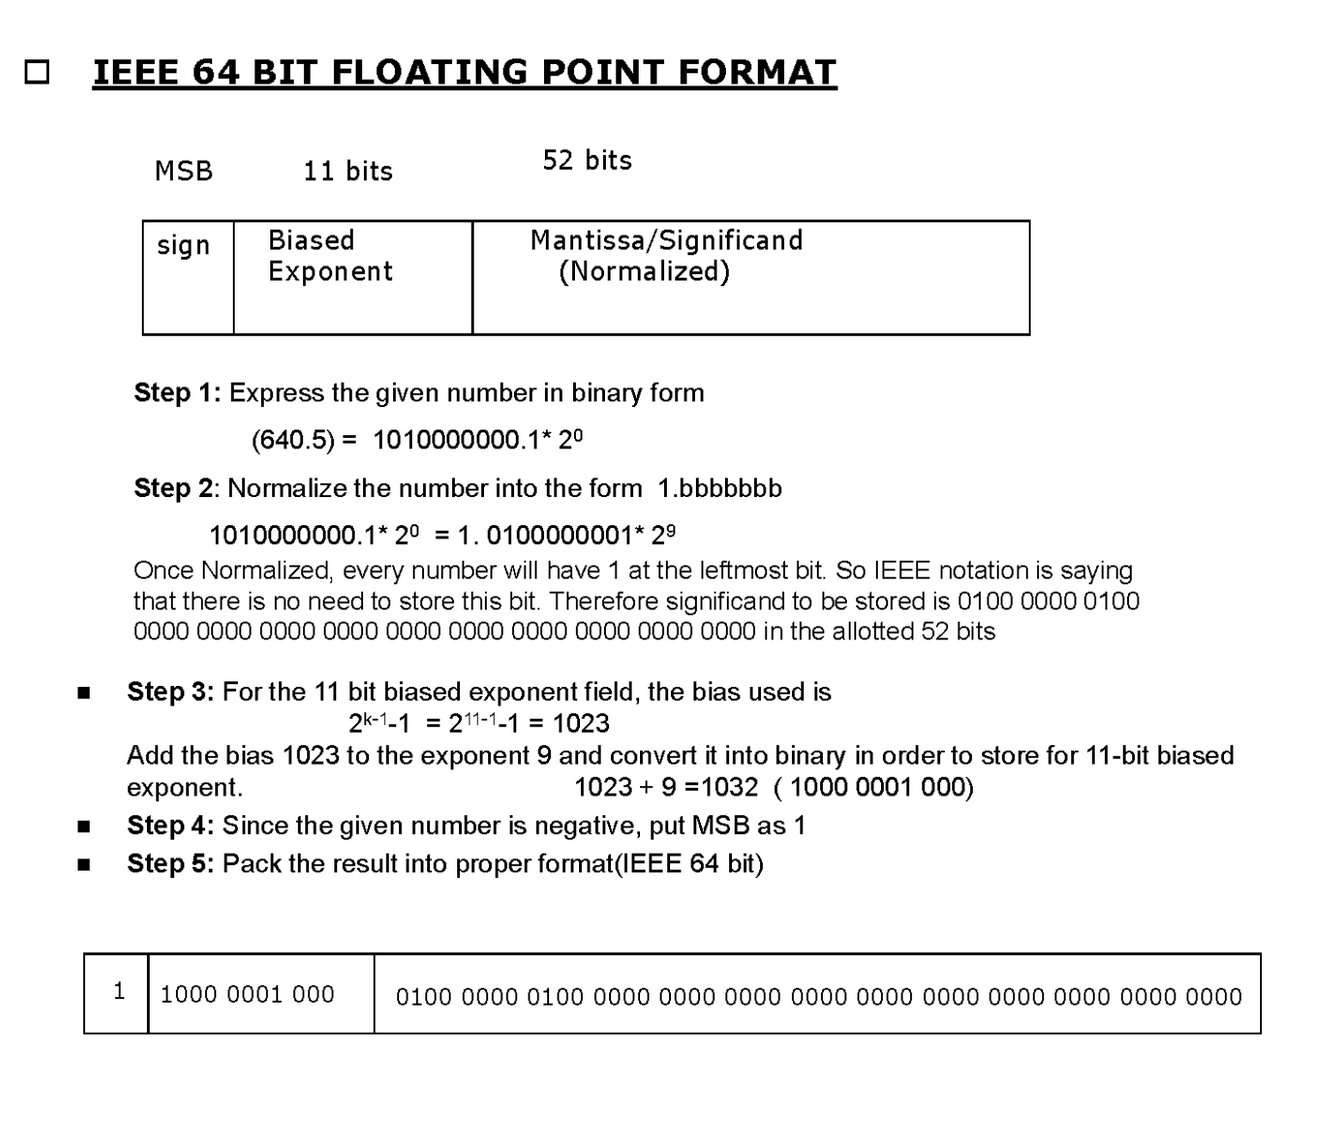 IEEE 64 BIT FLOATING POINT FORMAT
MSB 11 bits 52 bits
sign Biased Exponent Mantissa/Significand (Normalized)
Step 1: Express the given number in binary form
(640.5) = 1010000000.1* 2⁰
Step 2: Normalize the number into the form 1.bbbbbbb
1010000000.1* 2⁰ = 1. 0100000001* 2⁹
Once Normalized, every number will have 1 at the leftmost bit. So IEEE notation is saying
that there is no need to store this bit. Therefore significand to be stored is 0100 0000 0100
0000 0000 0000 0000 0000 0000 0000 0000 0000 0000 in the allotted 52 bits
Step 3: For the 11 bit biased exponent field, the bias used is
2ᵏ⁻¹-1 = 2¹¹⁻¹-1 = 1023
Add the bias 1023 to the exponent 9 and convert it into binary in order to store for 11-bit biased
exponent. 1023 + 9 =1032 ( 1000 0001 000)
Step 4: Since the given number is negative, put MSB as 1
Step 5: Pack the result into proper format(IEEE 64 bit)
1 1000 0001 000 0100 0000 0100 0000 0000 0000 0000 0000 0000 0000 0000 0000 0000